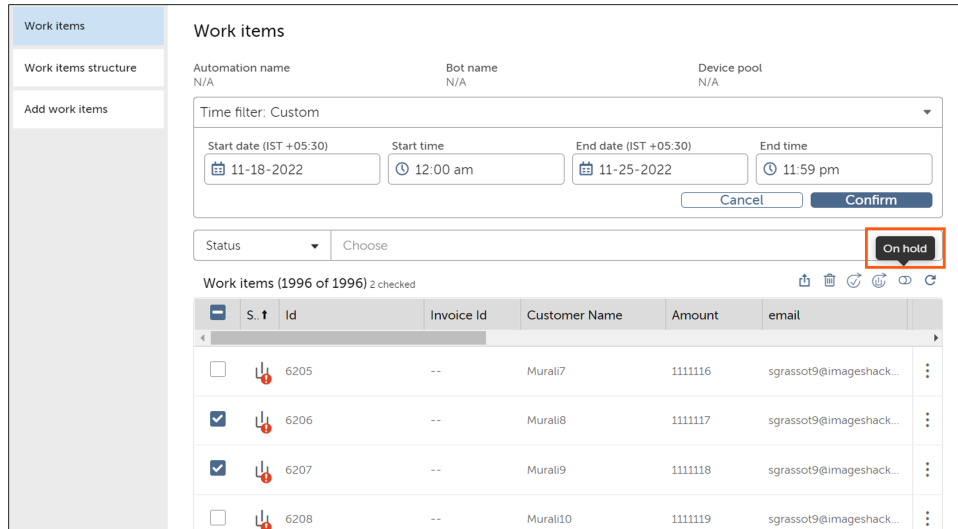 Work items
Work items structure
Add work items
Work items
Automation name Bot name Device pool
N/A N/A N/A
Time filter: Custom
Start date (IST +05:30) Start time End date (IST +05:30) End time
11-18-2022 12:00 am 11-25-2022 11:59 pm
Cancel Confirm
Status Choose
On hold
Work items (1996 of 1996) 2 checked
S.. Id Invoice Id Customer Name Amount email
6205 -- Murali7 1111116 sgrassot9@imageshack...
6206 -- Murali8 1111117 sgrassot9@imageshack...
6207 -- Murali9 1111118 sgrassot9@imageshack...
6208 -- Murali10 1111119 sgrassot9@imageshack...